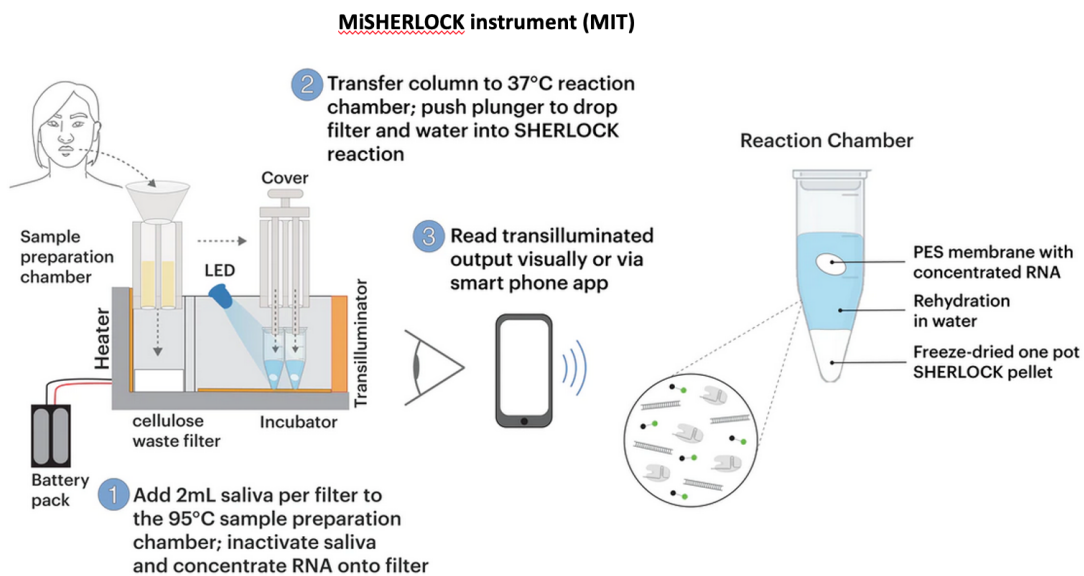 MiSHERLOCK instrument (MIT)
2 Transfer column to 37°C reaction
chamber; push plunger to drop
filter and water into SHERLOCK
reaction
Cover
Sample
preparation
chamber
LED
Heater
Transilluminator
cellulose
waste filter
Incubator
Battery
pack
1 Add 2mL saliva per filter to
the 95°C sample preparation
chamber; inactivate saliva
and concentrate RNA onto filter
3 Read transilluminated
output visually or via
smart phone app
Reaction Chamber
PES membrane with
concentrated RNA
Rehydration
in water
Freeze-dried one pot
SHERLOCK pellet